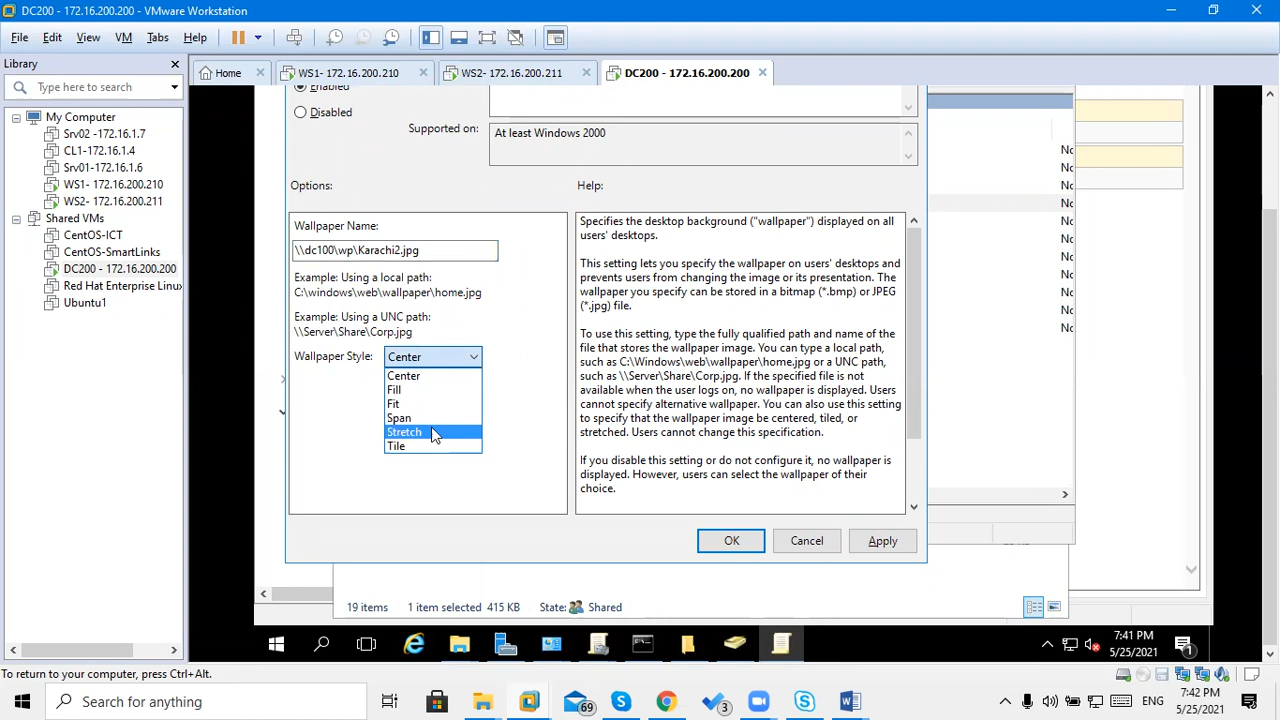 DC200 - 172.16.200.200 - VMware Workstation
File Edit View VM Tabs Help
Library
Type here to search
My Computer
Srv02 -172.16.1.7
CL1-172.16.1.4
Srv01-172.16.1.6
WS1- 172.16.200.210
WS2- 172.16.200.211
Shared VMs
CentOS-ICT
CentOS-SmartLinks
DC200 - 172.16.200.200
Red Hat Enterprise Linu
Ubuntu1
Home
WS1- 172.16.200.210
WS2- 172.16.200.211
DC200 - 172.16.200.200
Enabled
Disabled
Supported on:
At least Windows 2000
Options:
Help:
Wallpaper Name:
\\dc100\wp\Karachi2.jpg
Example: Using a local path:
C:\windows\web\wallpaper\home.jpg
Example: Using a UNC path:
\\Server\Share\Corp.jpg
Wallpaper Style:
Center
Center
Fill
Fit
Span
Stretch
Tile
Specifies the desktop background ("wallpaper") displayed on all
users' desktops.
This setting lets you specify the wallpaper on users' desktops and
prevents users from changing the image or its presentation. The
wallpaper you specify can be stored in a bitmap (*.bmp) or JPEG
(*.jpg) file.
To use this setting, type the fully qualified path and name of the
file that stores the wallpaper image. You can type a local path,
such as C:\Windows\web\wallpaper\home.jpg or a UNC path,
such as \\Server\Share\Corp.jpg. If the specified file is not
available when the user logs on, no wallpaper is displayed. Users
cannot specify alternative wallpaper. You can also use this setting
to specify that the wallpaper image be centered, tiled, or
stretched. Users cannot change this specification.
If you disable this setting or do not configure it, no wallpaper is
displayed. However, users can select the wallpaper of their
choice.
OK
Cancel
Apply
Nc
Nc
Nc
Nc
Nc
Nc
Nc
Nc
Nc
Nc
Nc
19 items 1 item selected 415 KB State: Shared
7:41 PM
5/25/2021
1
To return to your computer, press Ctrl+Alt.
Search for anything
69
3
ENG
7:42 PM
5/25/2021